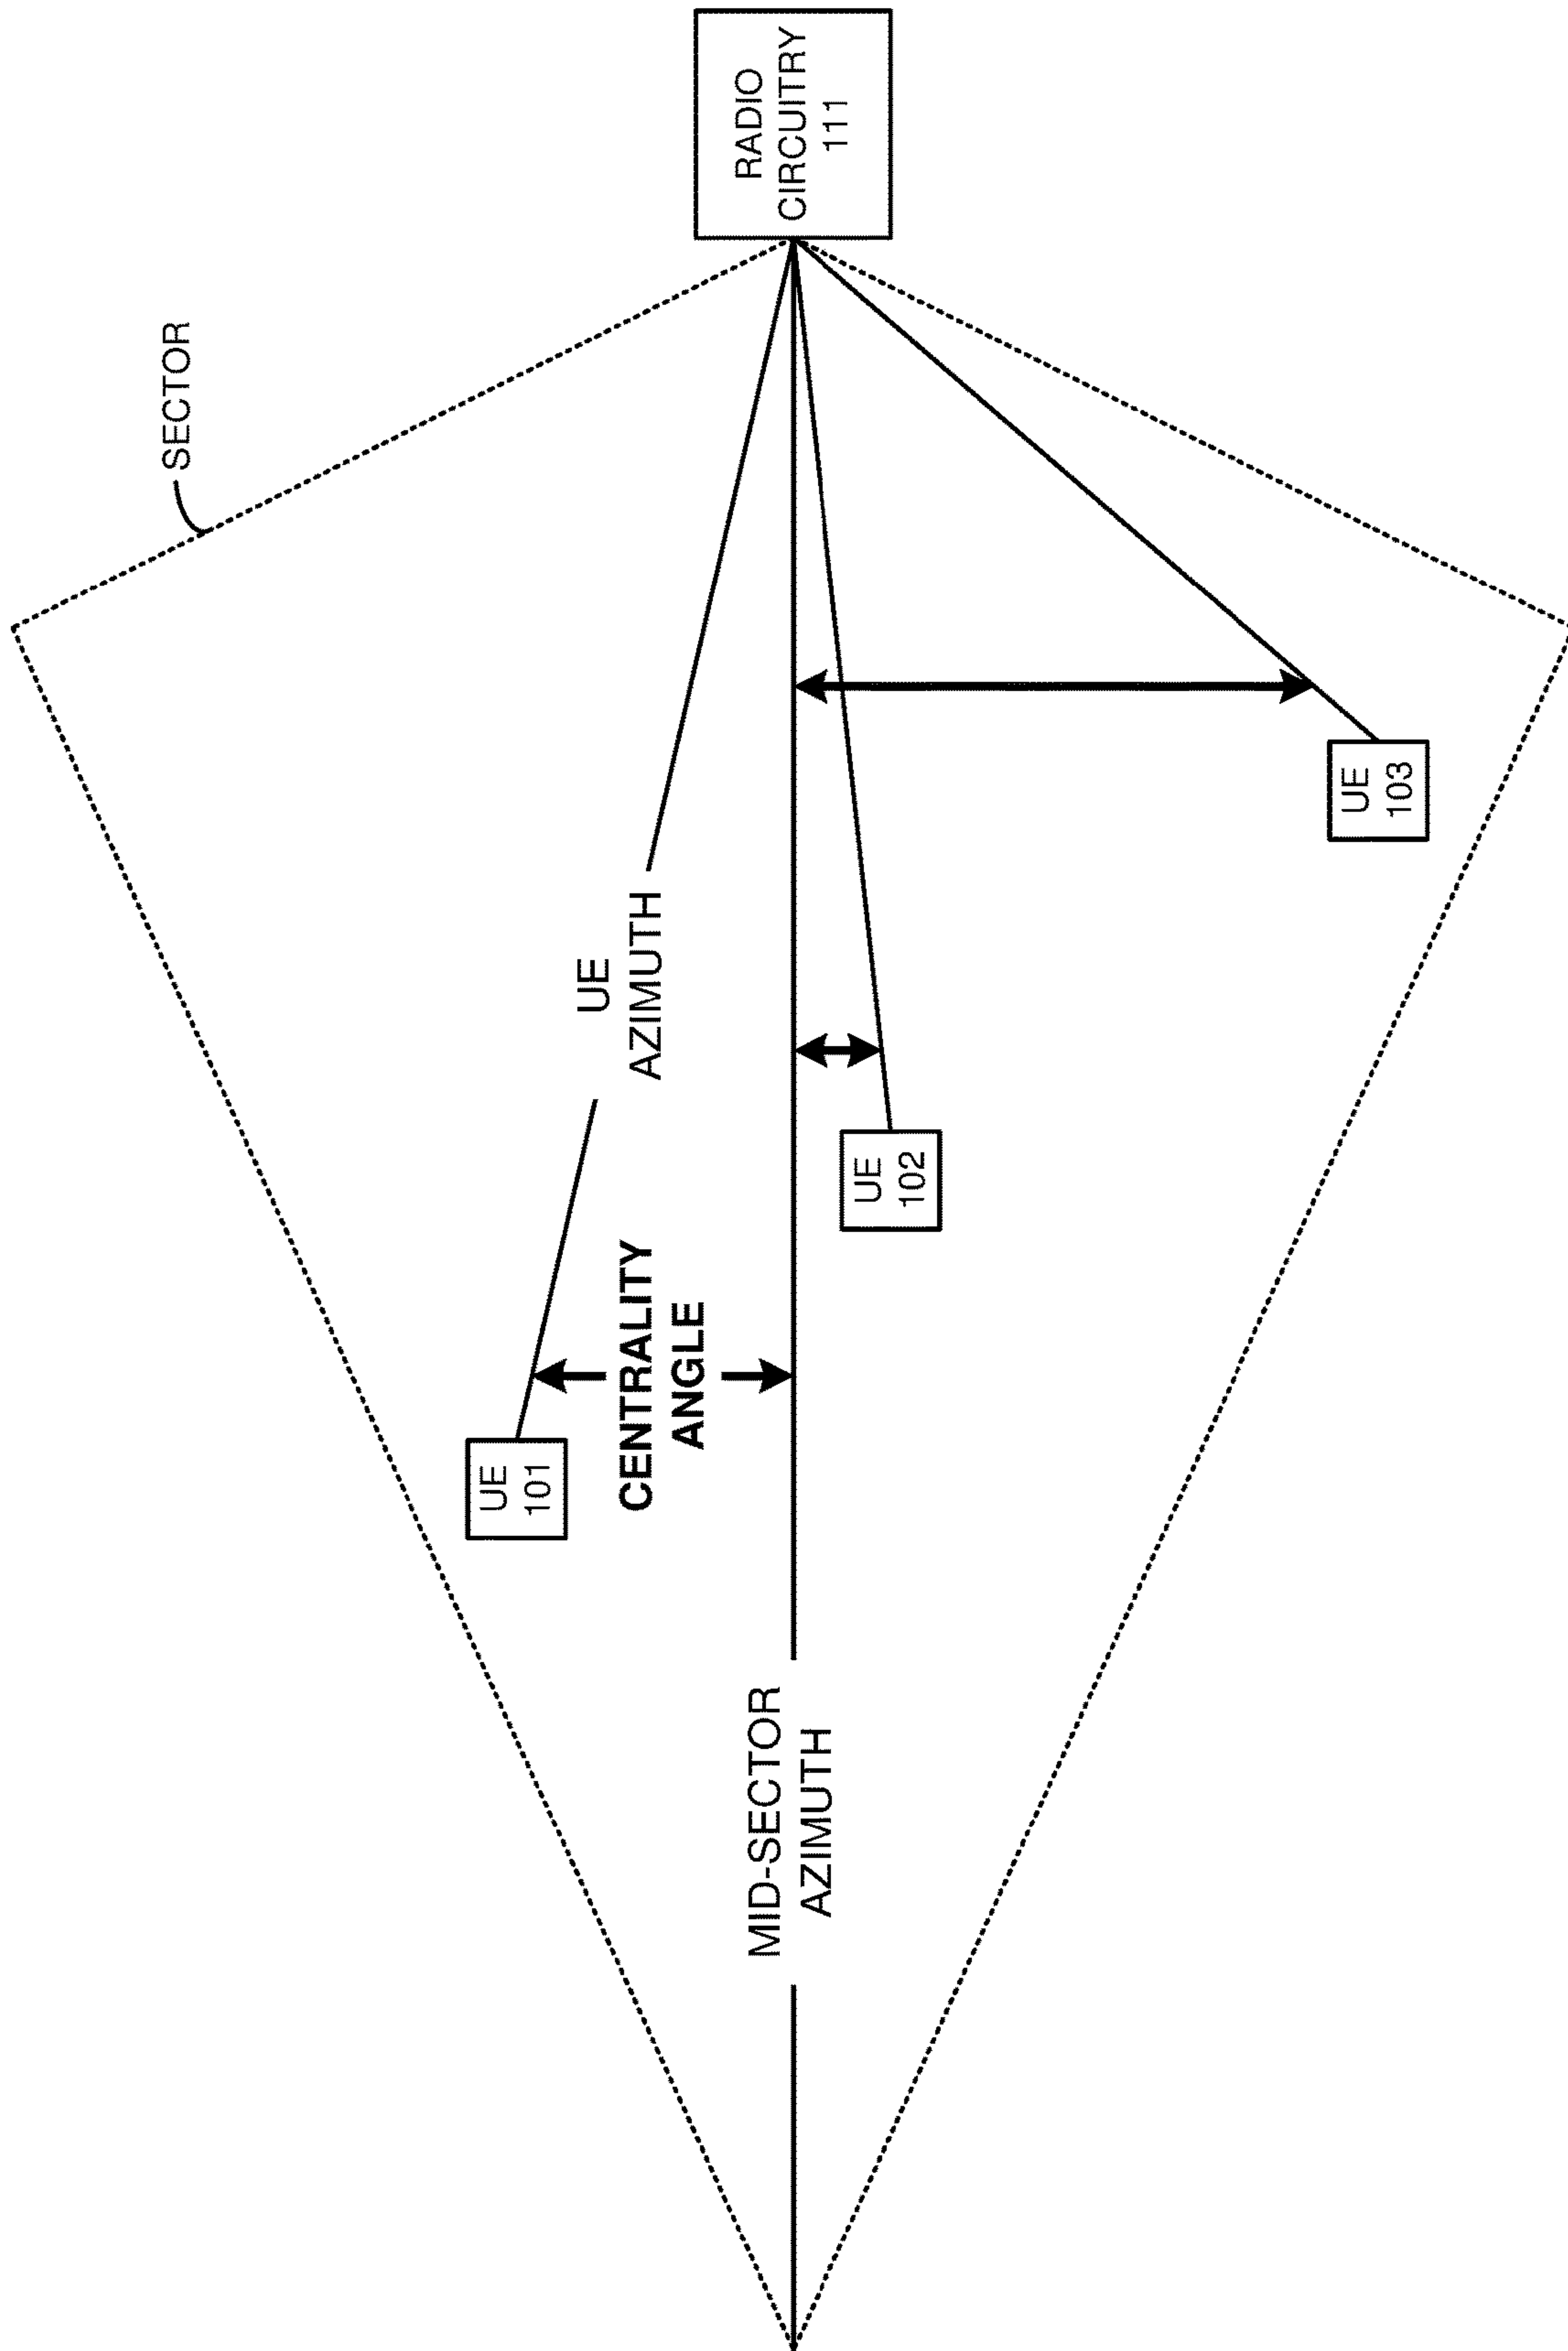 RADIO
CIRCUITRY
111
SECTOR
UE
AZIMUTH
UE
103
UE
102
CENTRALITY
ANGLE
UE
101
MID-SECTOR
AZIMUTH